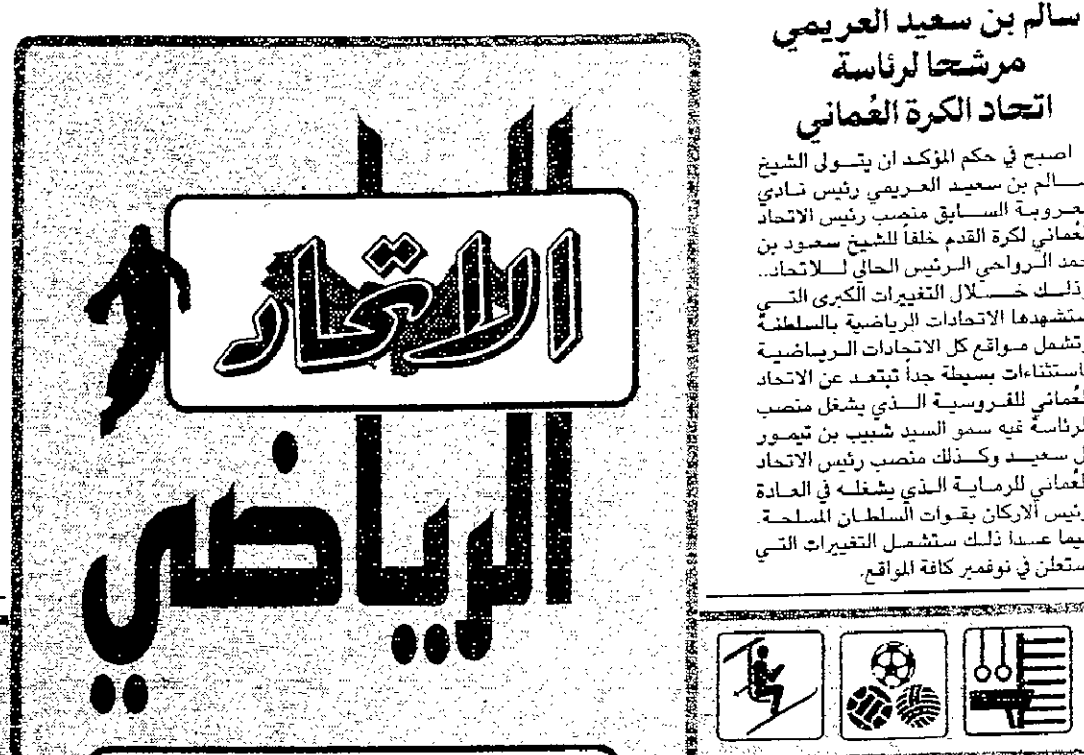 سالم بن سعيد العريمي
مرشحا لرئاسة
اتحاد الكرة العُماني
اصبح في حكم المؤكد ان يتولى الشيخ
سالم بن سعيد العريمي رئيس نادي
العروبة السابق منصب رئيس الاتحاد
العُماني لكرة القدم خلفاً للشيخ سعود بن
حمد الرواحي الرئيس الحالي للاتحاد..
وذلك خلال التغييرات الكبرى التي
ستشهدها الاتحادات الرياضية بالسلطنة
وتشمل مواقع كل الاتحادات الرياضية
باستثناءات بسيطة جداً تبتعد عن الاتحاد
العُماني للفروسية الذي يشغل منصب
الرئاسة فيه سمو السيد شبيب بن تيمور
آل سعيد وكذلك منصب رئيس الاتحاد
العُماني للرماية الذي يشغله في العادة
رئيس الاركان بقوات السلطان المسلحة.
فيما عدا ذلك ستشمل التغييرات التي
ستعلن في نوفمبر كافة المواقع.
الاتحاد
الرياضي